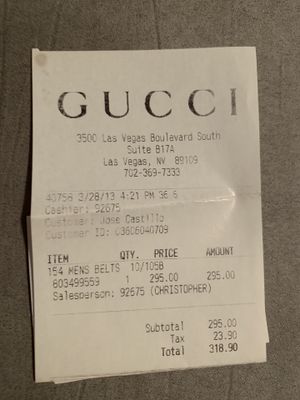 GUCCI
3500 Las Vegas Boulevard South
Suite B17A
Las Vegas, NV 89109
702-369-7333
40756 3/28/13 4:21 PM 36 6
Cashier: 92675
Customer: Jose Castillo
Customer ID: 03606040709
ITEM QTY. PRICE AMOUNT
154 MENS BELTS 10/105B
603499559 1 295.00 295.00
Salesperson: 92675 (CHRISTOPHER)
Subtotal 295.00
Tax 23.90
Total 318.90